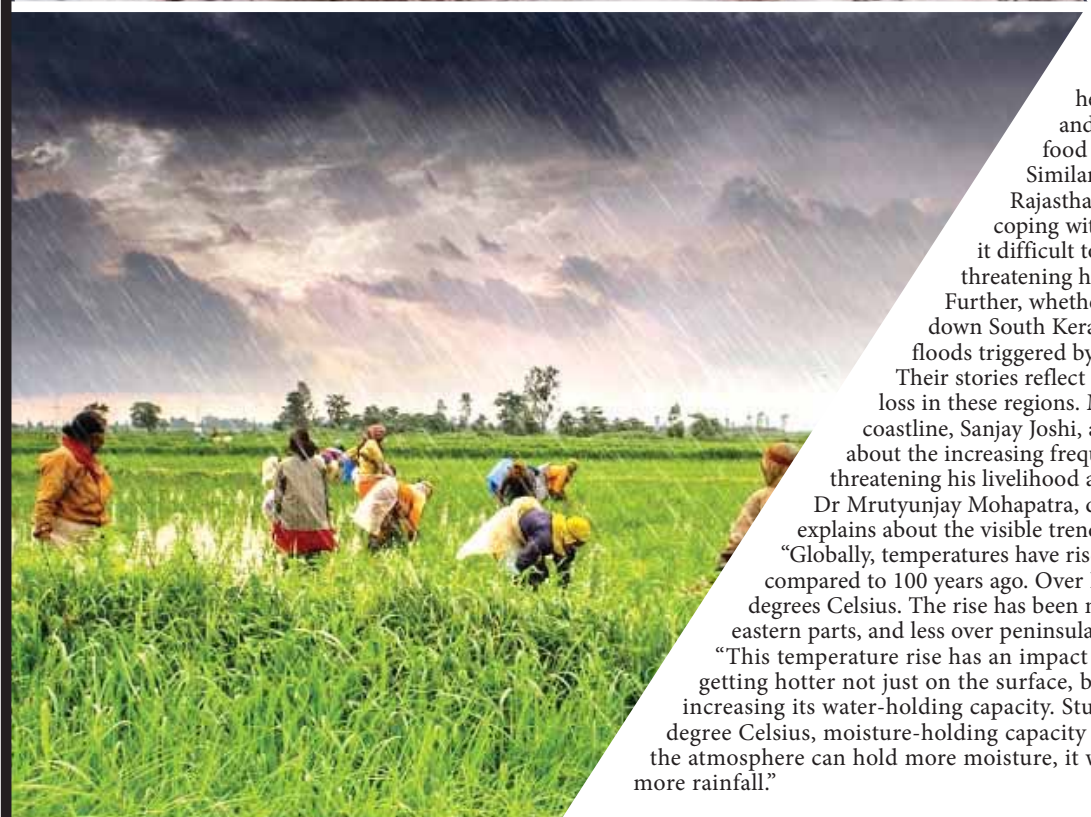 and
food
Similar
Rajastha
coping wit
it difficult to
threatening h
Further, wheth
down South Kera
floods triggered by
Their stories reflect
loss in these regions.
coastline, Sanjay Joshi,
about the increasing frequ
threatening his livelihood a
Dr Mrutyunjay Mohapatra,
explains about the visible tren
“Globally, temperatures have ris
compared to 100 years ago. Over
degrees Celsius. The rise has been
eastern parts, and less over peninsula
“This temperature rise has an impact
getting hotter not just on the surface, b
increasing its water-holding capacity. Stu
degree Celsius, moisture-holding capacity
the atmosphere can hold more moisture, it w
more rainfall.”